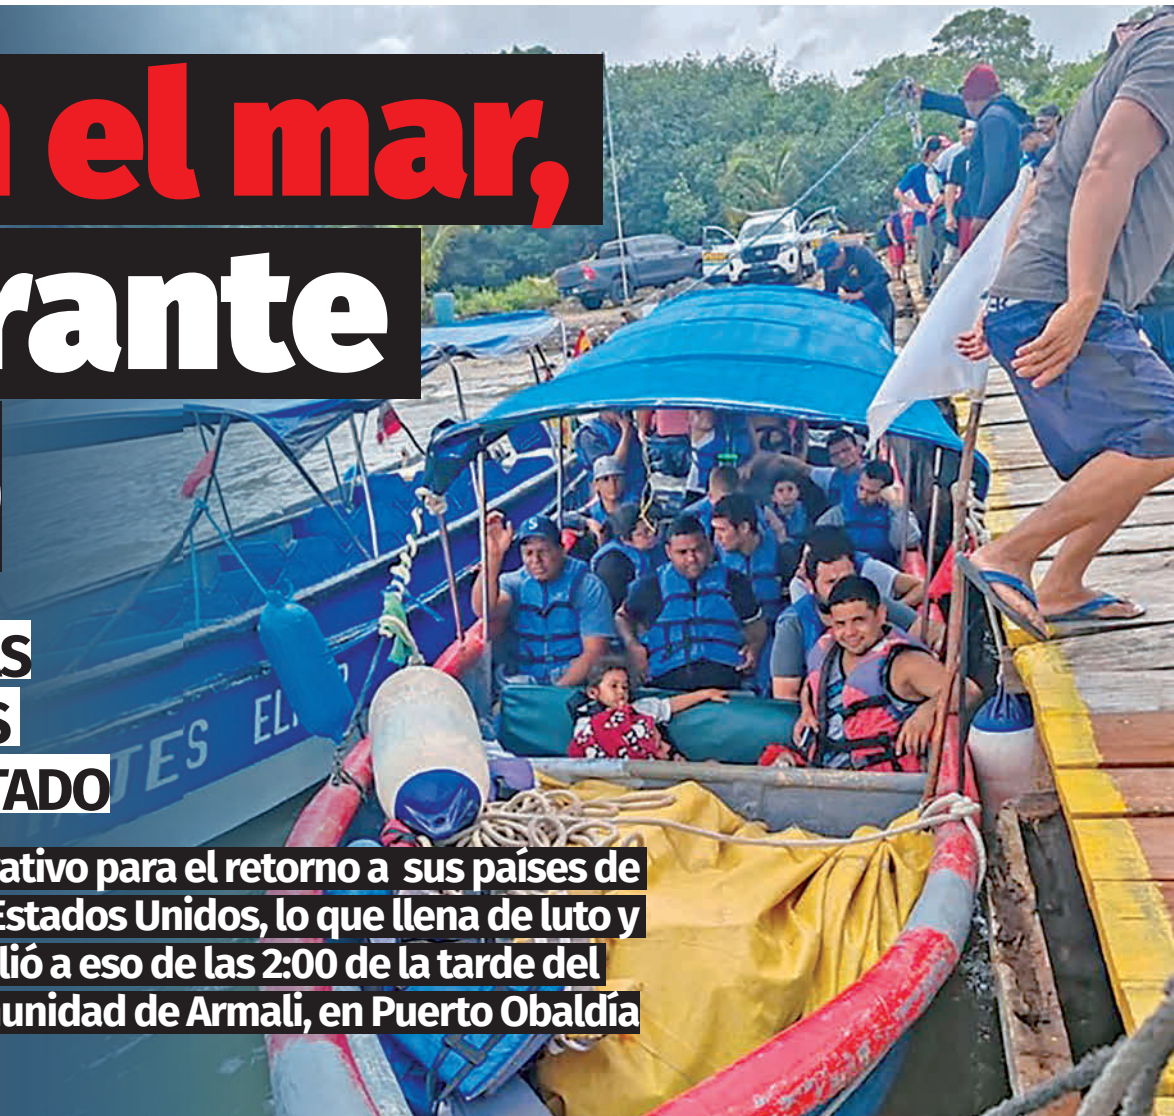 el mar,
rante
AS
S
TADO
ativo para el retorno a sus países de
Estados Unidos, lo que llena de luto y
lió a eso de las 2:00 de la tarde del
unidad de Armali, en Puerto Obaldía
TES EL
S